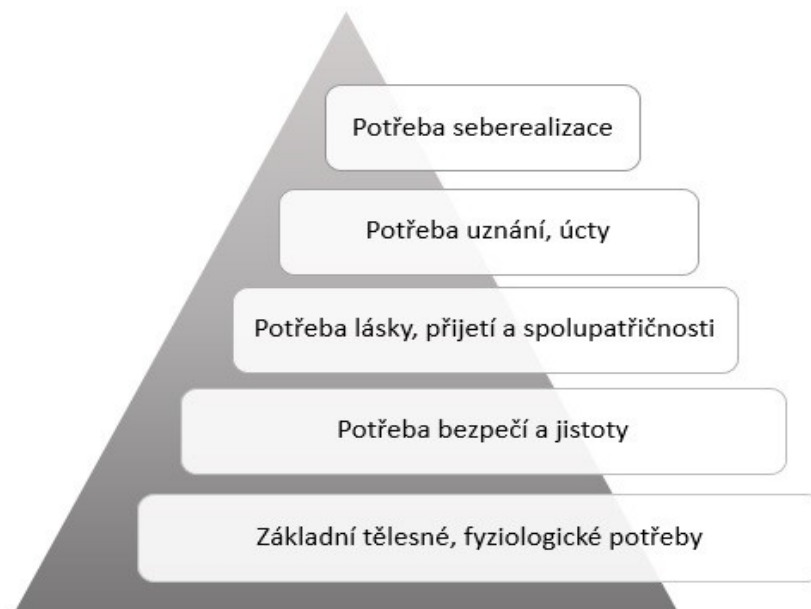 Potřeba seberealizace
Potřeba uznání, úcty
Potřeba lásky, přijetí a spolupatřičnosti
Potřeba bezpečí a jistoty
Základní tělesné, fyziologické potřeby